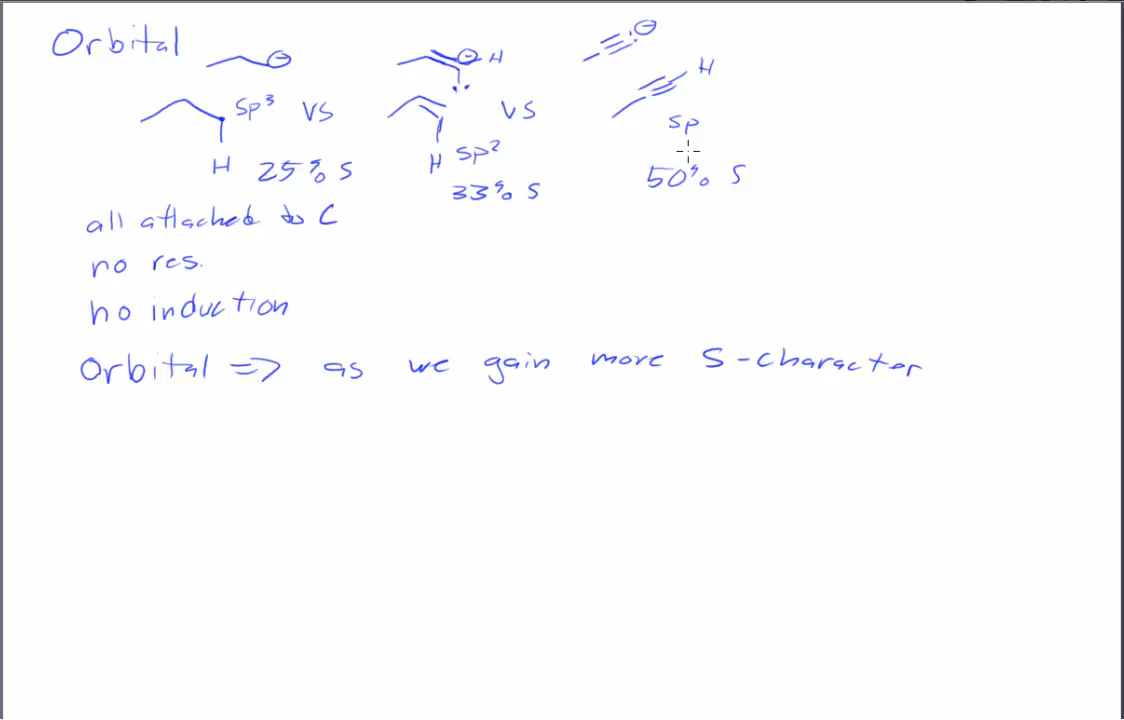 Orbital
⊖ ⊖ H ⊖
H
Sp³ VS VS
Sp
H 25% S H Sp² 50% S
33% S
all attached to C
no res.
no induction
Orbital => as we gain more S-character